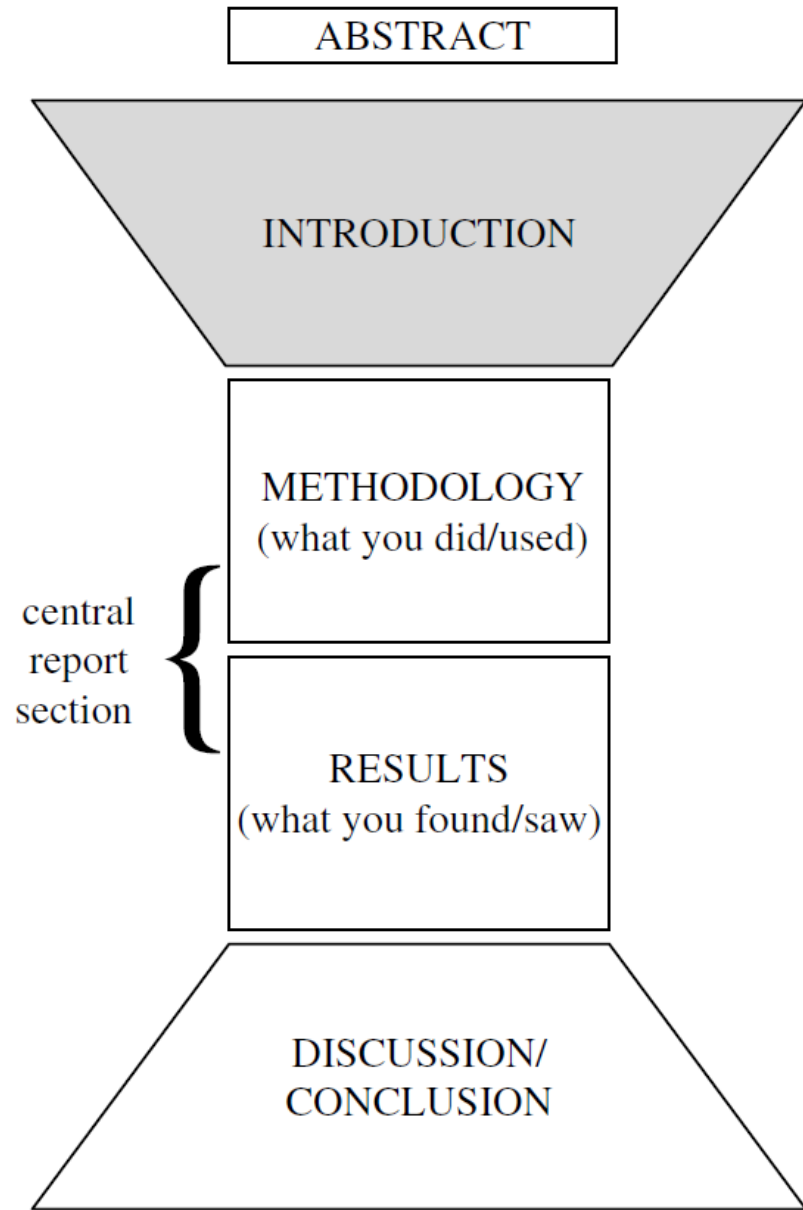 ABSTRACT
INTRODUCTION
METHODOLOGY
(what you did/used)
central
report
section
RESULTS
(what you found/saw)
DISCUSSION/
CONCLUSION